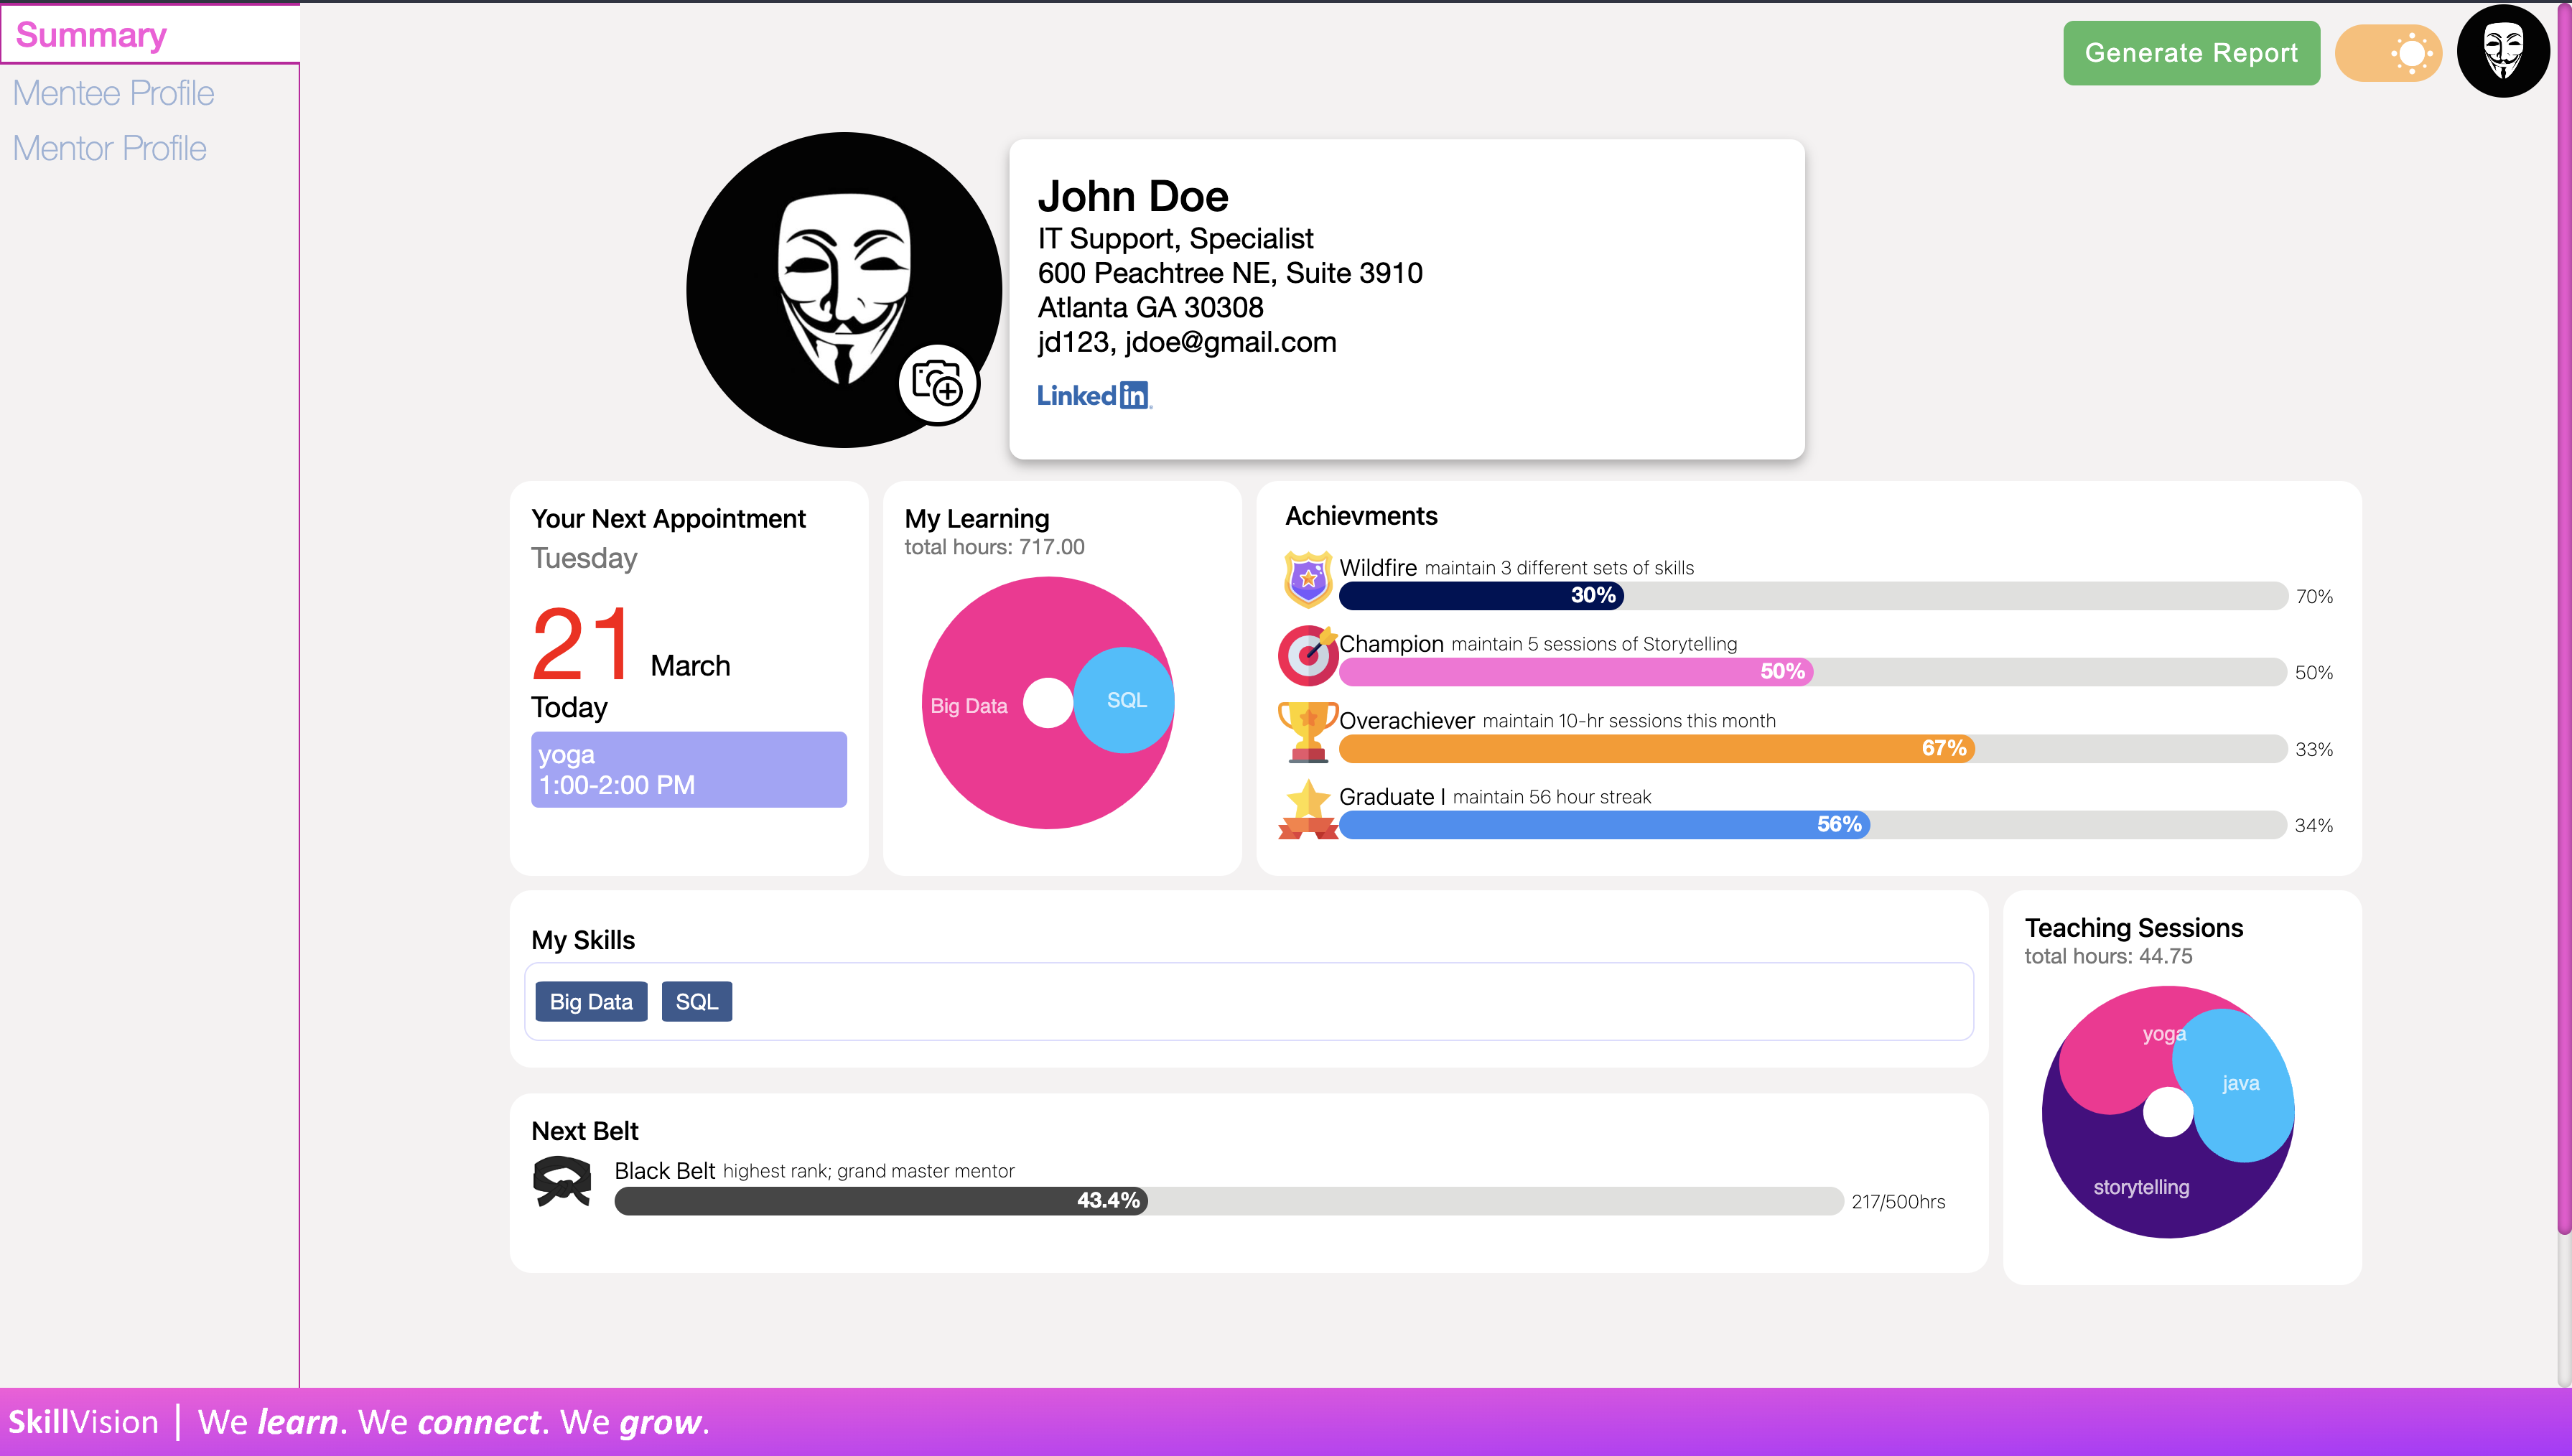 Summary
Mentee Profile
Mentor Profile
Generate Report
John Doe
IT Support, Specialist
600 Peachtree NE, Suite 3910
Atlanta GA 30308
jd123, jdoe@gmail.com
Linked in
Your Next Appointment
Tuesday
21 March
Today
yoga
1:00-2:00 PM
My Learning
total hours: 717.00
Big Data
SQL
Achievments
Wildfire maintain 3 different sets of skills
30% 70%
Champion maintain 5 sessions of Storytelling
50% 50%
Overachiever maintain 10-hr sessions this month
67% 33%
Graduate I maintain 56 hour streak
56% 34%
My Skills
Big Data SQL
Next Belt
Black Belt highest rank; grand master mentor
43.4% 217/500hrs
Teaching Sessions
total hours: 44.75
yoga
java
storytelling
SkillVision | We learn. We connect. We grow.